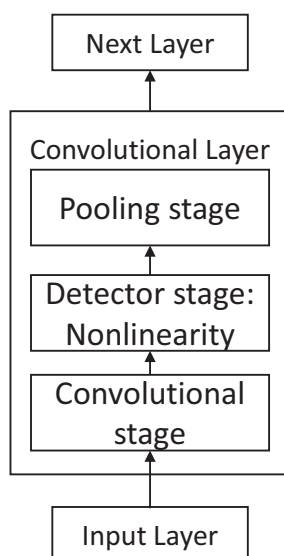 Next Layer
Convolutional Layer
Pooling stage
Detector stage:
Nonlinearity
Convolutional
stage
Input Layer